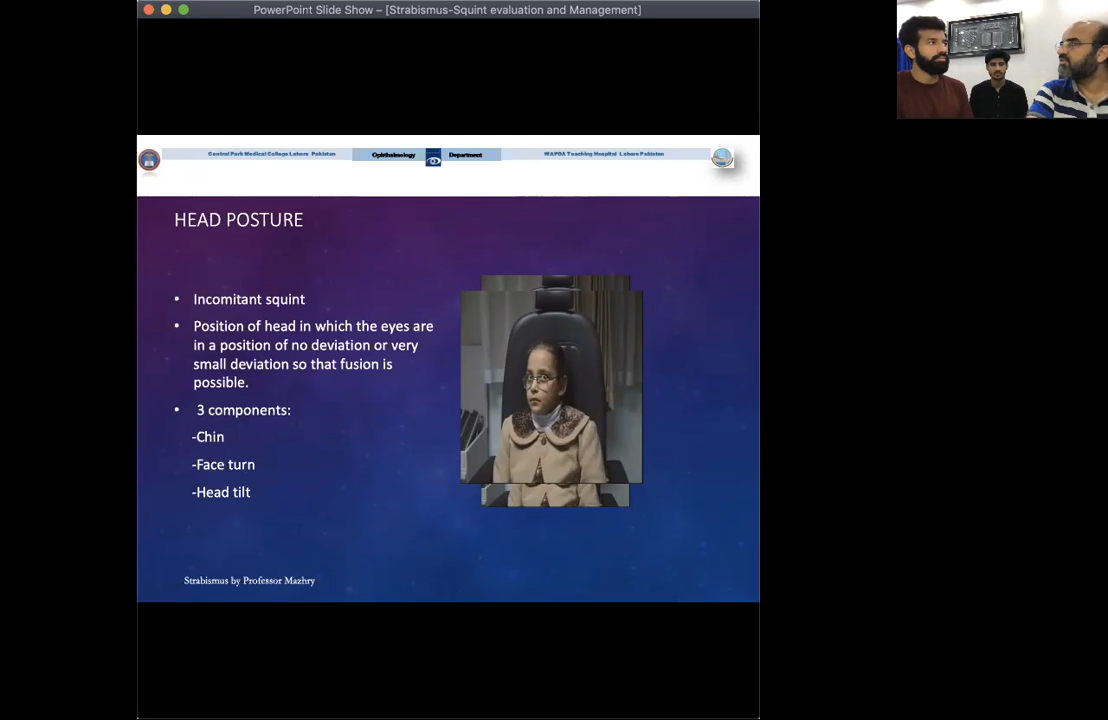 PowerPoint Slide Show – [Strabismus-Squint evaluation and Management]
Central Park Medical College Lahore Pakistan
Ophthalmology Department
WAPDA Teaching Hospital Lahore Pakistan
HEAD POSTURE
• Incomitant squint
• Position of head in which the eyes are
in a position of no deviation or very
small deviation so that fusion is
possible.
• 3 components:
-Chin
-Face turn
-Head tilt
Strabismus by Professor Mazhry